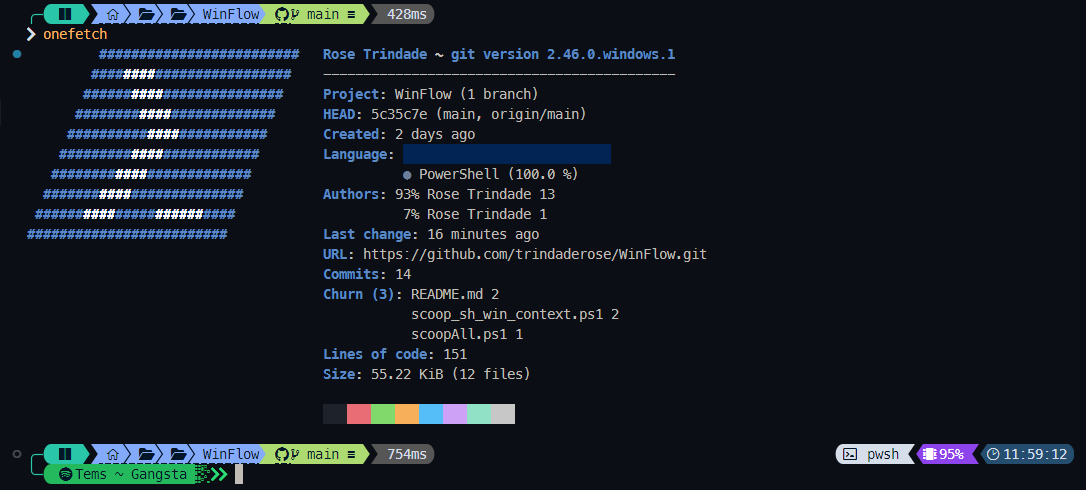 WinFlow main ≡ 428ms
❯ onefetch
######################### Rose Trindade ~ git version 2.46.0.windows.1
######################### --------------------------------------------
######################### Project: WinFlow (1 branch)
######################### HEAD: 5c35c7e (main, origin/main)
######################### Created: 2 days ago
######################### Language:
######################### ● PowerShell (100.0 %)
######################### Authors: 93% Rose Trindade 13
######################### 7% Rose Trindade 1
######################### Last change: 16 minutes ago
URL: https://github.com/trindaderose/WinFlow.git
Commits: 14
Churn (3): README.md 2
scoop_sh_win_context.ps1 2
scoopAll.ps1 1
Lines of code: 151
Size: 55.22 KiB (12 files)
WinFlow main ≡ 754ms pwsh 95% 11:59:12
Tems ~ Gangsta